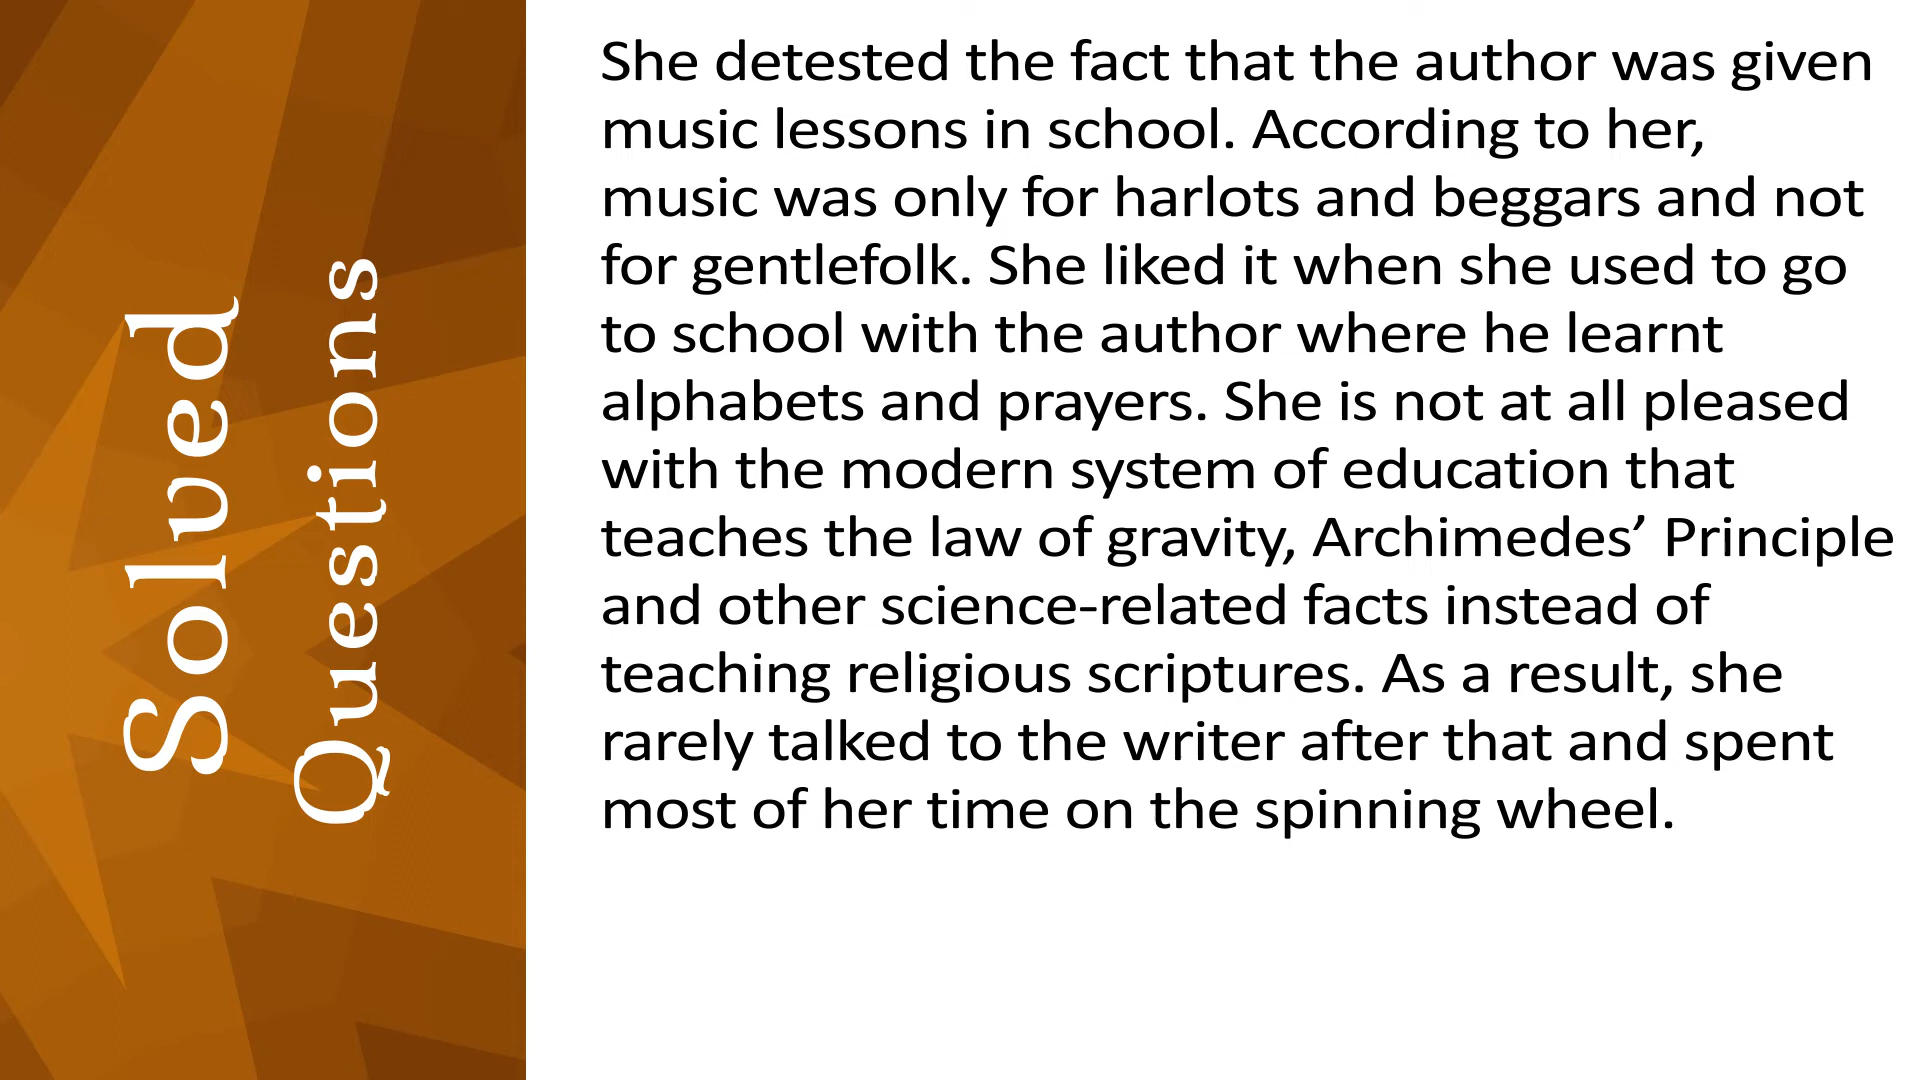 Solved
Questions
She detested the fact that the author was given
music lessons in school. According to her,
music was only for harlots and beggars and not
for gentlefolk. She liked it when she used to go
to school with the author where he learnt
alphabets and prayers. She is not at all pleased
with the modern system of education that
teaches the law of gravity, Archimedes’ Principle
and other science-related facts instead of
teaching religious scriptures. As a result, she
rarely talked to the writer after that and spent
most of her time on the spinning wheel.